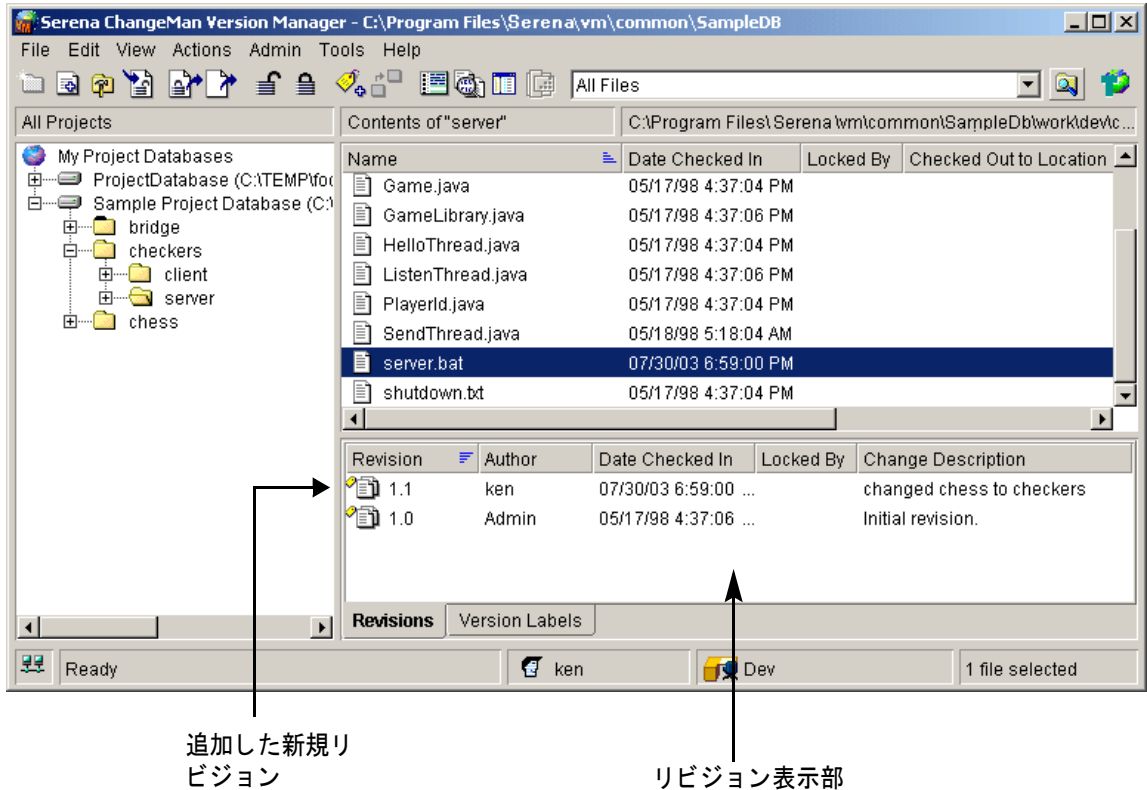 Serena ChangeMan Version Manager - C:\Program Files\Serena\vm\common\SampleDB
File Edit View Actions Admin Tools Help
All Files
All Projects
Contents of "server"
C:\Program Files\Serena\vm\common\SampleDb\work\dev\c...
My Project Databases
ProjectDatabase (C:\TEMP\foo
Sample Project Database (C:\
bridge
checkers
client
server
chess
Name Date Checked In Locked By Checked Out to Location
Game.java 05/17/98 4:37:04 PM
GameLibrary.java 05/17/98 4:37:06 PM
HelloThread.java 05/17/98 4:37:04 PM
ListenThread.java 05/17/98 4:37:06 PM
PlayerId.java 05/17/98 4:37:04 PM
SendThread.java 05/18/98 5:18:04 AM
server.bat 07/30/03 6:59:00 PM
shutdown.txt 05/17/98 4:37:04 PM
Revision Author Date Checked In Locked By Change Description
1.1 ken 07/30/03 6:59:00 ... changed chess to checkers
1.0 Admin 05/17/98 4:37:06 ... Initial revision.
Revisions Version Labels
Ready ken Dev 1 file selected
追加した新規リ
ビジョン
リビジョン表示部